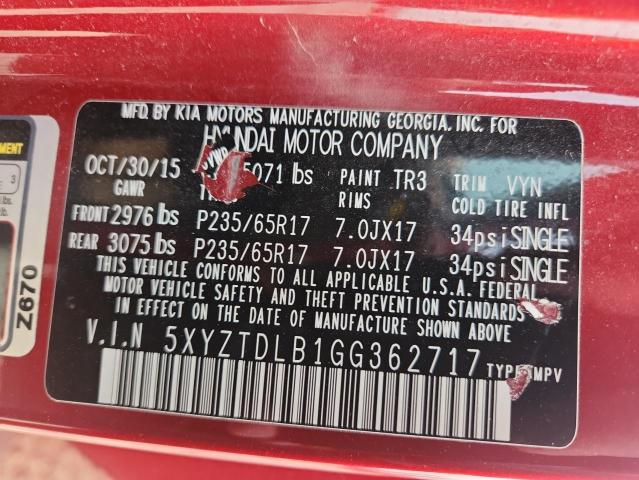 MFD. BY KIA MOTORS MANUFACTURING GEORGIA, INC. FOR
HYUNDAI MOTOR COMPANY
OCT/30/15 5071 lbs PAINT TR3 TRIM VYN
GAWR RIMS COLD TIRE INFL
FRONT 2976 lbs P235/65R17 7.0JX17 34psi SINGLE
REAR 3075 lbs P235/65R17 7.0JX17 34psi SINGLE
THIS VEHICLE CONFORMS TO ALL APPLICABLE U.S.A. FEDERAL
MOTOR VEHICLE SAFETY AND THEFT PREVENTION STANDARDS
IN EFFECT ON THE DATE OF MANUFACTURE SHOWN ABOVE
V.I.N 5XYZTDLB1GG362717 TYPE MPV
3
Z670